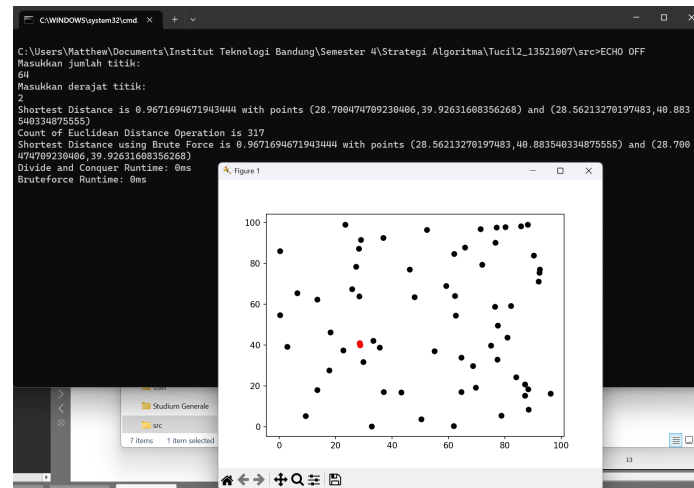 C:\WINDOWS\system32\cmd.
C:\Users\Matthew\Documents\Institut Teknologi Bandung\Semester 4\Strategi Algoritma\Tucil2_13521007\src>ECHO OFF
Masukkan jumlah titik:
64
Masukkan derajat titik:
2
Shortest Distance is 0.9671694671943444 with points (28.700474709230406,39.92631608356268) and (28.56213270197483,40.883
540334875555)
Count of Euclidean Distance Operation is 317
Shortest Distance using Brute Force is 0.9671694671943444 with points (28.56213270197483,40.883540334875555) and (28.700
474709230406,39.92631608356268)
Divide and Conquer Runtime: 0ms
Bruteforce Runtime: 0ms
Figure 1
100
80
60
40
20
0
0 20 40 60 80 100
Studium Generale
src
7 items 1 item selected
13